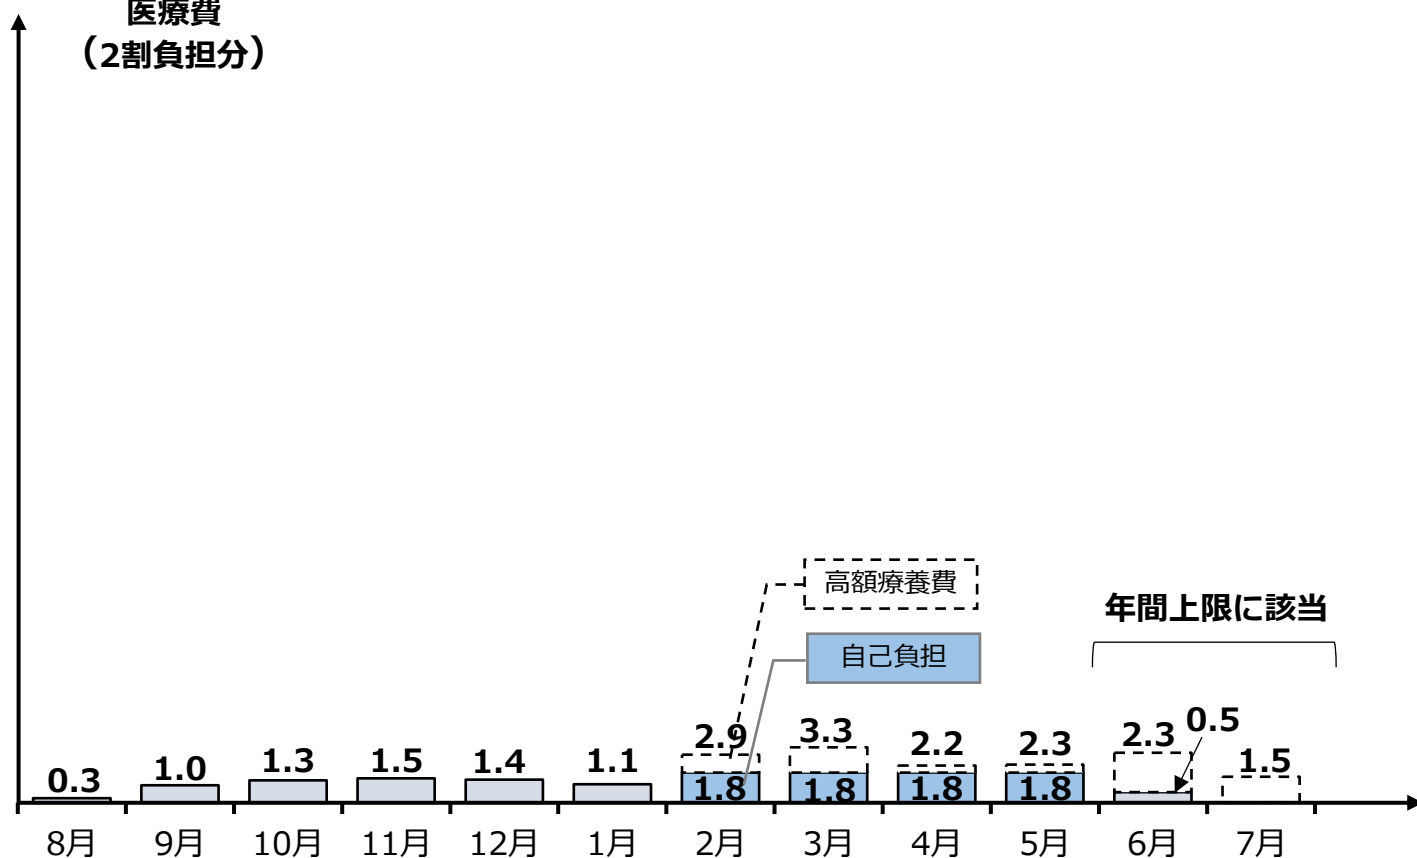 医療費
（2割負担分）
高額療養費
年間上限に該当
自己負担
0.3
1.0
1.3
1.5
1.4
1.1
2.9
3.3
2.2
2.3
2.3
0.5
1.5
1.8
1.8
1.8
1.8
8月
9月
10月
11月
12月
1月
2月
3月
4月
5月
6月
7月